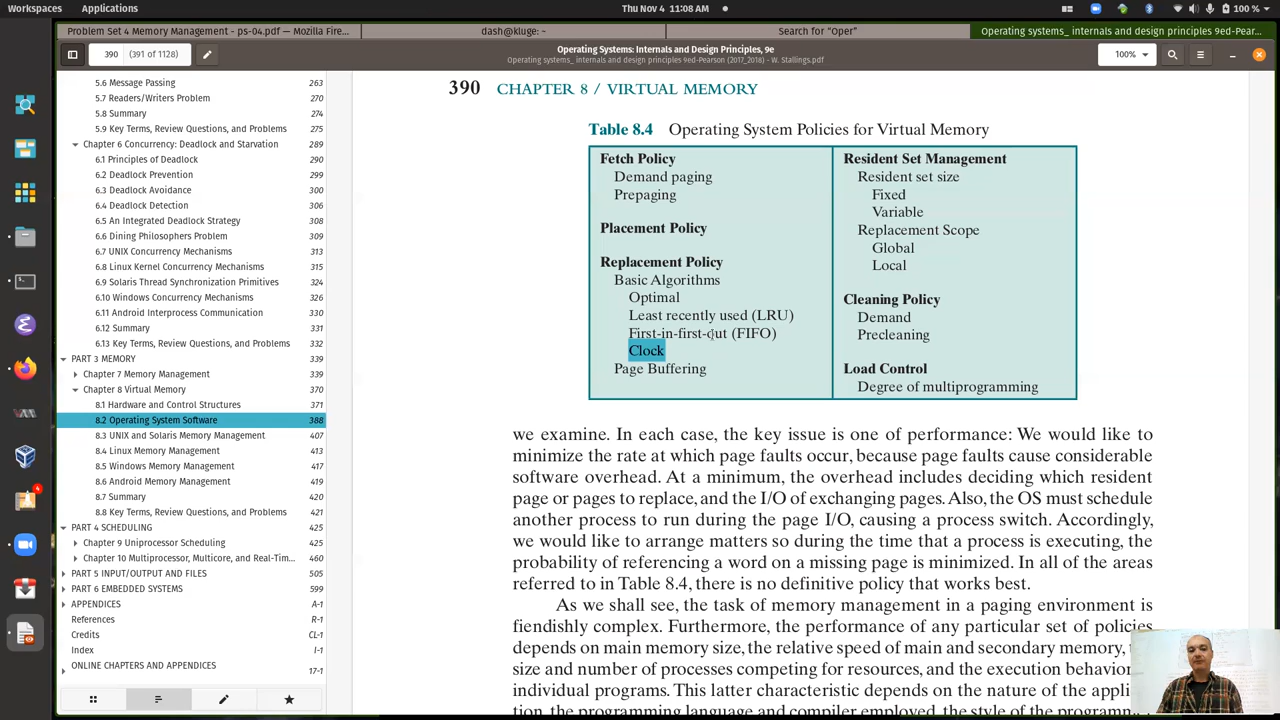 Workspaces Applications Thu Nov 4 11:08 AM 100 %
Problem Set 4 Memory Management - ps-04.pdf — Mozilla Fire... dash@kluge: ~ Search for "Oper" Operating systems_ internals and design principles 9ed-Pear...
390 (391 of 1128) Operating Systems: Internals and Design Principles, 9e 100%
Operating systems_ internals and design principles 9ed-Pearson (2017_2018) - W. Stallings.pdf
5.6 Message Passing 263
5.7 Readers/Writers Problem 270
5.8 Summary 274
5.9 Key Terms, Review Questions, and Problems 275
Chapter 6 Concurrency: Deadlock and Starvation 289
6.1 Principles of Deadlock 290
6.2 Deadlock Prevention 299
6.3 Deadlock Avoidance 300
6.4 Deadlock Detection 306
6.5 An Integrated Deadlock Strategy 308
6.6 Dining Philosophers Problem 309
6.7 UNIX Concurrency Mechanisms 313
6.8 Linux Kernel Concurrency Mechanisms 315
6.9 Solaris Thread Synchronization Primitives 324
6.10 Windows Concurrency Mechanisms 326
6.11 Android Interprocess Communication 330
6.12 Summary 331
6.13 Key Terms, Review Questions, and Problems 332
PART 3 MEMORY 339
Chapter 7 Memory Management 339
Chapter 8 Virtual Memory 370
8.1 Hardware and Control Structures 371
8.2 Operating System Software 388
8.3 UNIX and Solaris Memory Management 407
8.4 Linux Memory Management 413
8.5 Windows Memory Management 417
8.6 Android Memory Management 419
8.7 Summary 420
8.8 Key Terms, Review Questions, and Problems 421
PART 4 SCHEDULING 425
Chapter 9 Uniprocessor Scheduling 425
Chapter 10 Multiprocessor, Multicore, and Real-Tim... 460
PART 5 INPUT/OUTPUT AND FILES 505
PART 6 EMBEDDED SYSTEMS 599
APPENDICES A-1
References R-1
Credits CL-1
Index I-1
ONLINE CHAPTERS AND APPENDICES 17-1
4
390 CHAPTER 8 / VIRTUAL MEMORY
Table 8.4 Operating System Policies for Virtual Memory
Fetch Policy
Demand paging
Prepaging
Placement Policy
Replacement Policy
Basic Algorithms
Optimal
Least recently used (LRU)
First-in-first-out (FIFO)
Clock
Page Buffering
Resident Set Management
Resident set size
Fixed
Variable
Replacement Scope
Global
Local
Cleaning Policy
Demand
Precleaning
Load Control
Degree of multiprogramming
we examine. In each case, the key issue is one of performance: We would like to
minimize the rate at which page faults occur, because page faults cause considerable
software overhead. At a minimum, the overhead includes deciding which resident
page or pages to replace, and the I/O of exchanging pages. Also, the OS must schedule
another process to run during the page I/O, causing a process switch. Accordingly,
we would like to arrange matters so during the time that a process is executing, the
probability of referencing a word on a missing page is minimized. In all of the areas
referred to in Table 8.4, there is no definitive policy that works best.
As we shall see, the task of memory management in a paging environment is
fiendishly complex. Furthermore, the performance of any particular set of policies
depends on main memory size, the relative speed of main and secondary memory,
size and number of processes competing for resources, and the execution behavior
individual programs. This latter characteristic depends on the nature of the appli
tion, the programming language and compiler employed, the style of the programm